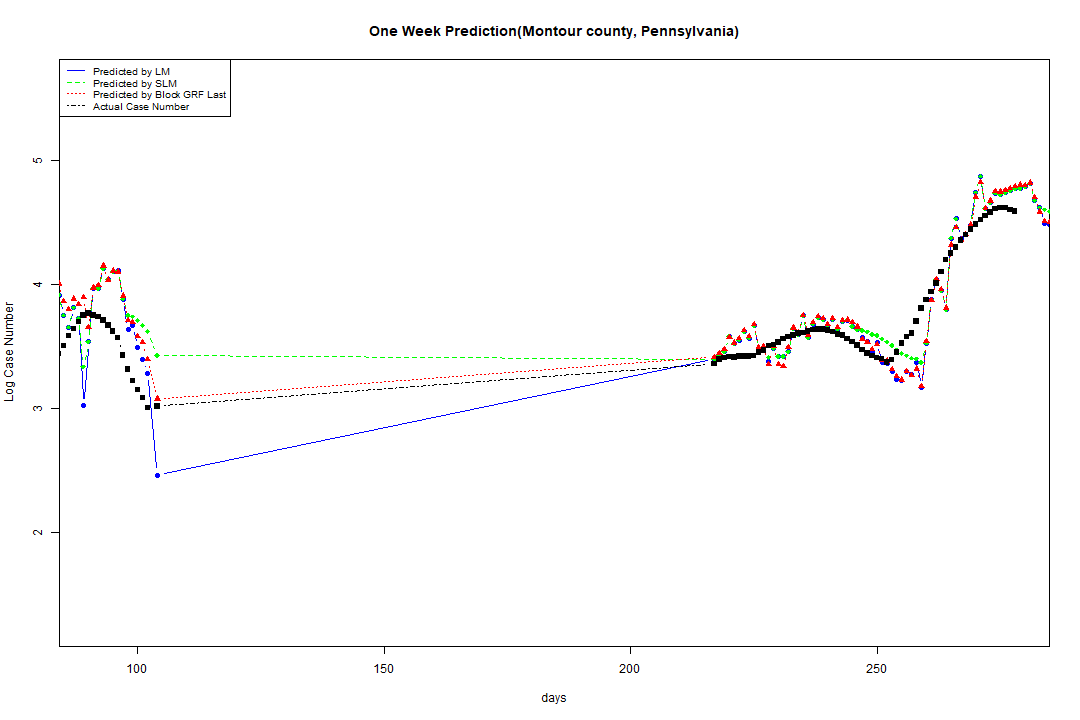 One Week Prediction(Montour county, Pennsylvania)
Predicted by LM
Predicted by SLM
Predicted by Block GRF Last
Actual Case Number
5
4
3
2
Log Case Number
100 150 200 250
days